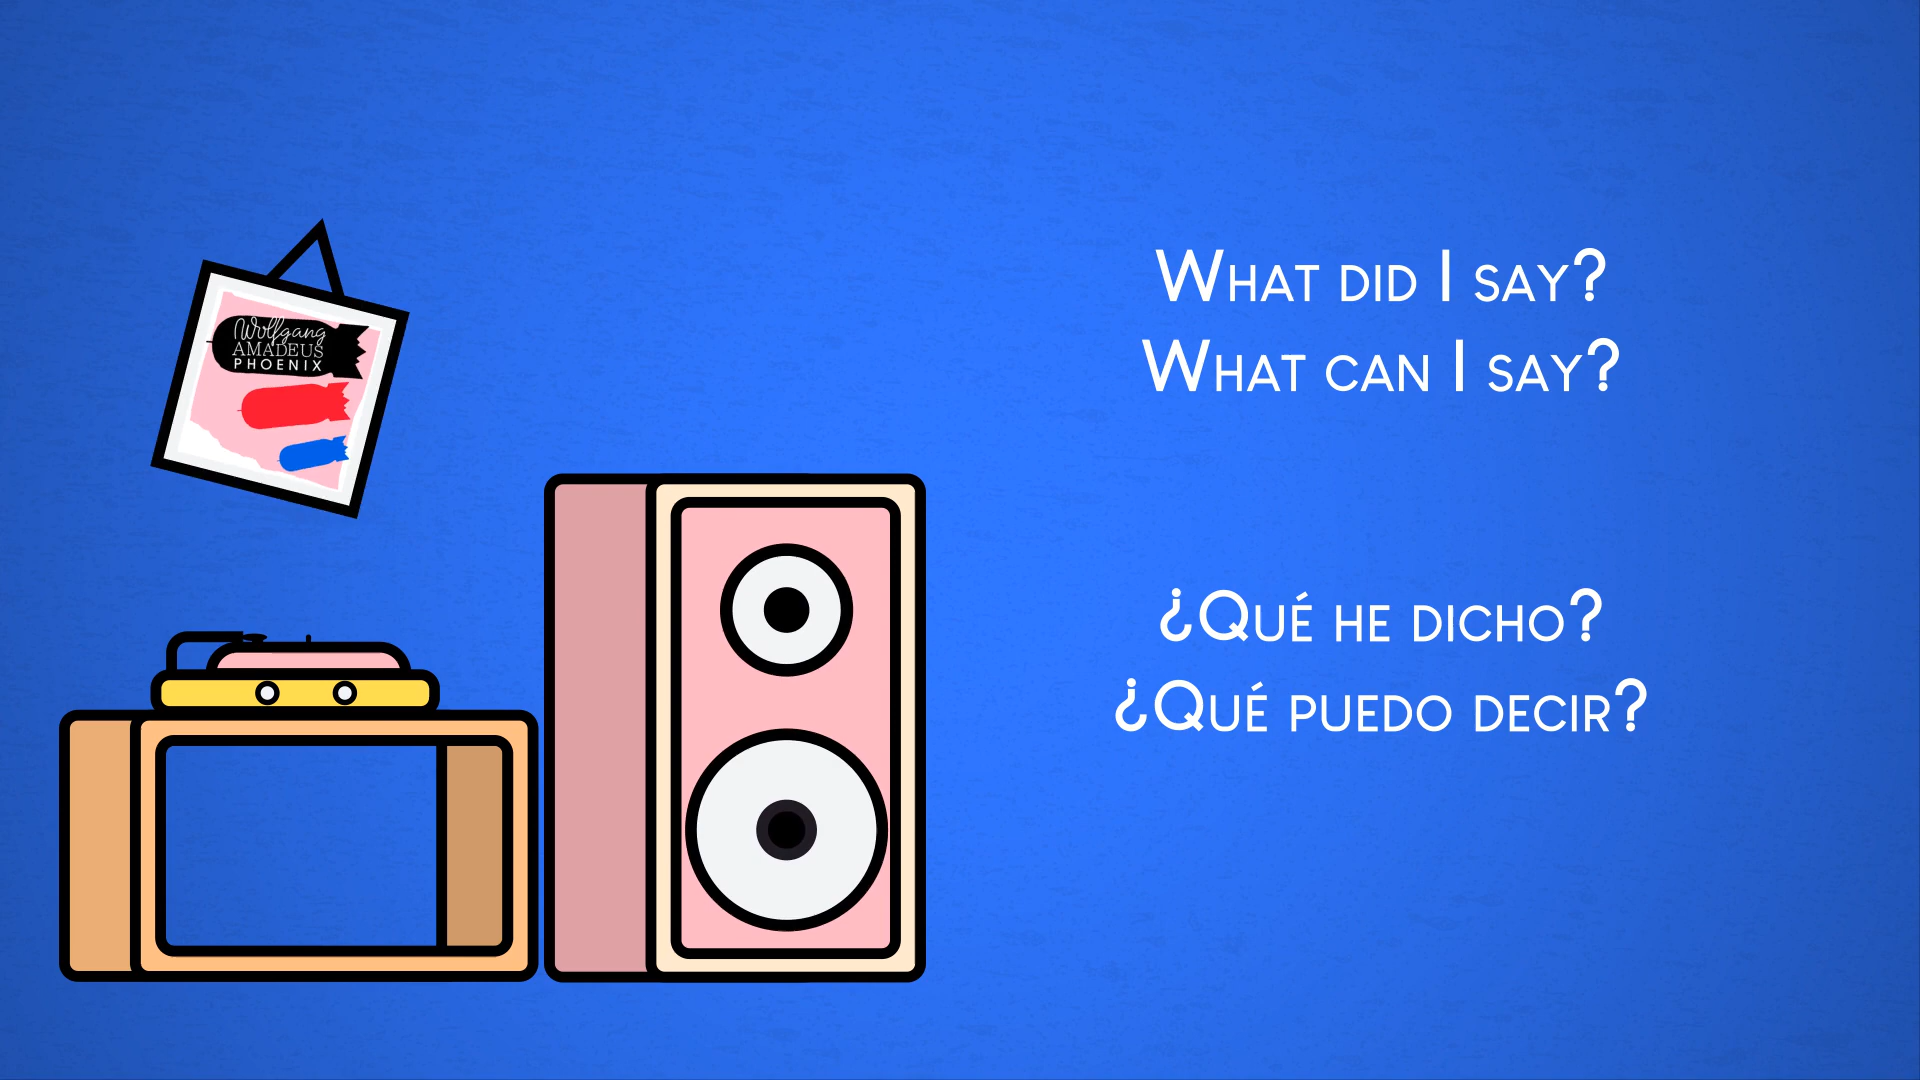 Wolfgang
AMADEUS
PHOENIX
What did I say?
What can I say?
¿Qué he dicho?
¿Qué puedo decir?